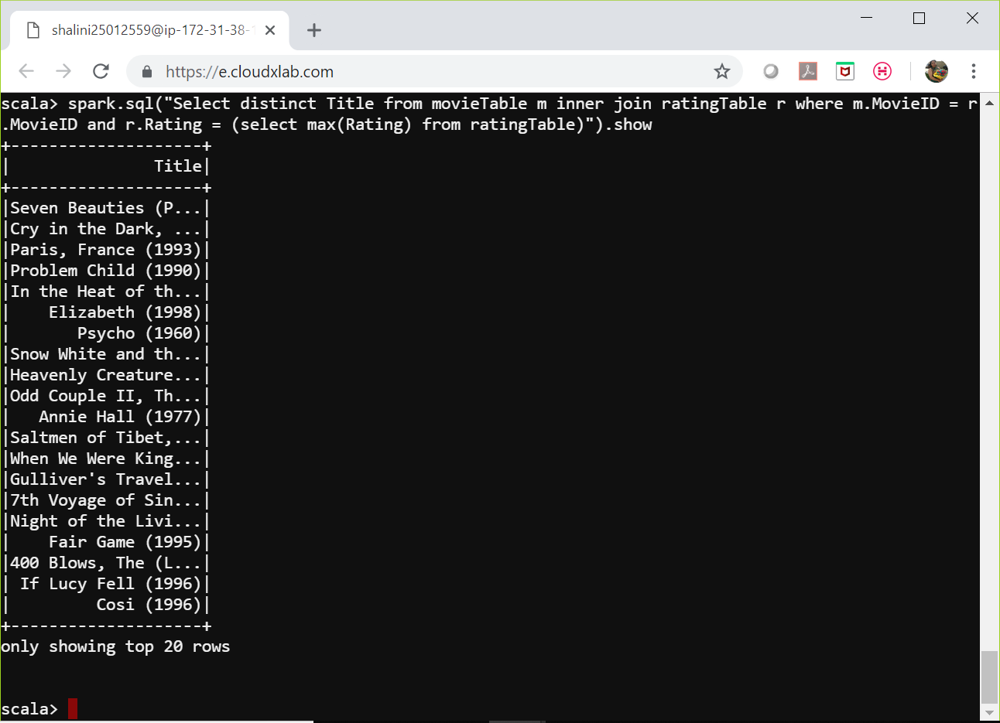 shalini25012559@ip-172-31-38-
https://e.cloudxlab.com
scala> spark.sql("Select distinct Title from movieTable m inner join ratingTable r where m.MovieID = r
.MovieID and r.Rating = (select max(Rating) from ratingTable)").show
+--------------------+
|               Title|
+--------------------+
|Seven Beauties (P...|
|Cry in the Dark, ...|
|Paris, France (1993)|
|Problem Child (1990)|
|In the Heat of th...|
|    Elizabeth (1998)|
|       Psycho (1960)|
|Snow White and th...|
|Heavenly Creature...|
|Odd Couple II, Th...|
|   Annie Hall (1977)|
|Saltmen of Tibet,...|
|When We Were King...|
|Gulliver's Travel...|
|7th Voyage of Sin...|
|Night of the Livi...|
|    Fair Game (1995)|
|400 Blows, The (L...|
| If Lucy Fell (1996)|
|         Cosi (1996)|
+--------------------+
only showing top 20 rows
scala>